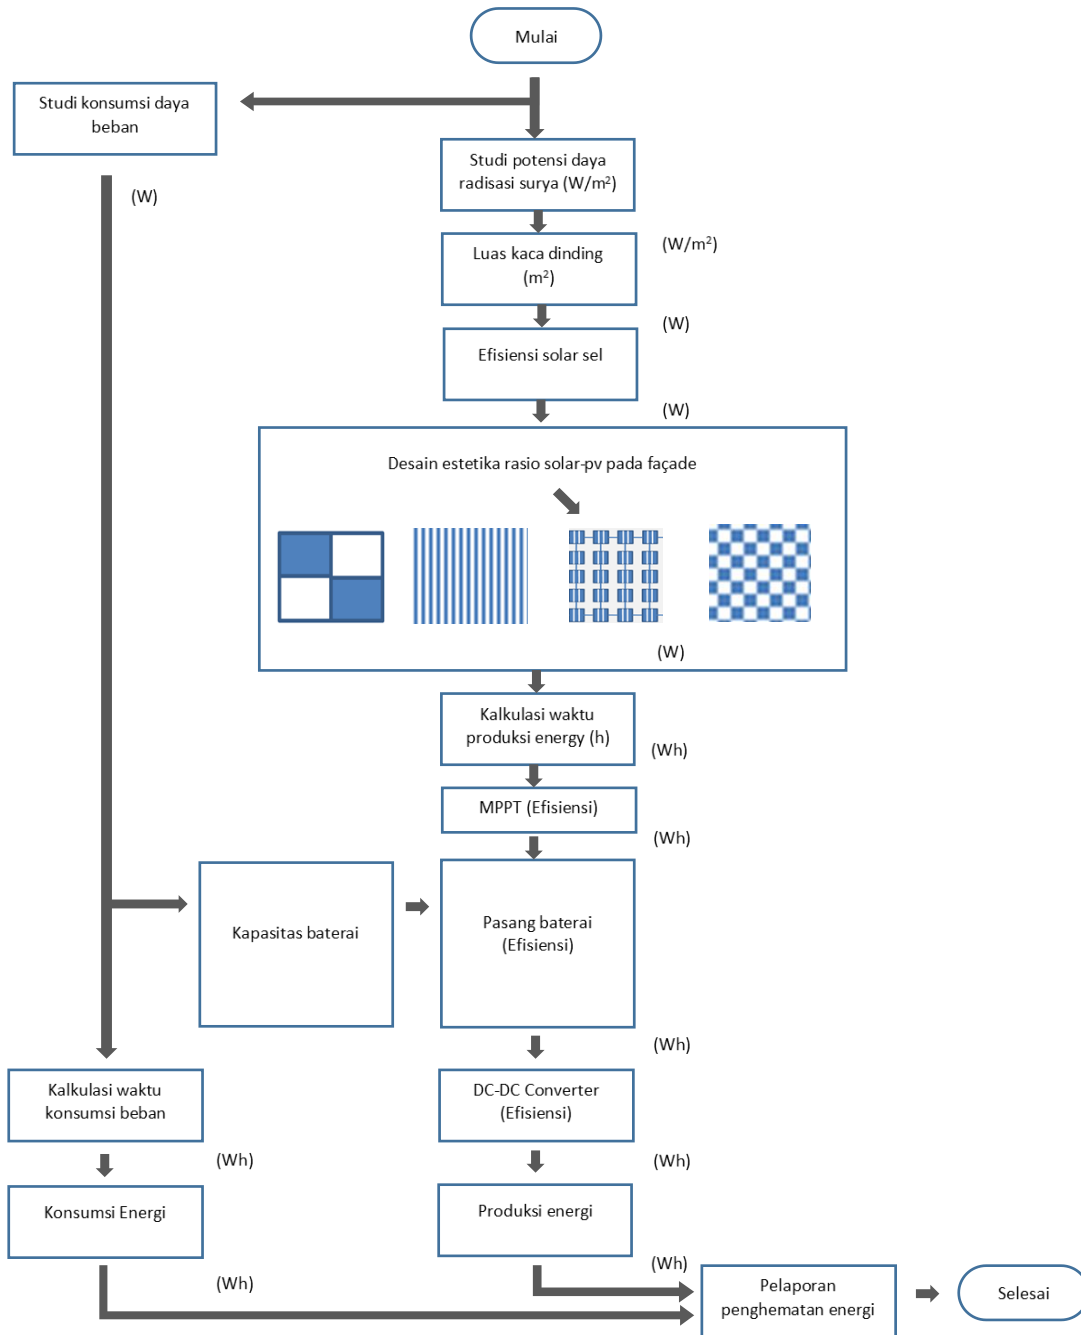 Mulai
Studi konsumsi daya
beban
(W)
Studi potensi daya
radisasi surya (W/m²)
(W/m²)
Luas kaca dinding
(m²)
(W)
Efisiensi solar sel
(W)
Desain estetika rasio solar-pv pada façade
(W)
Kalkulasi waktu
produksi energy (h)
(Wh)
MPPT (Efisiensi)
(Wh)
Kapasitas baterai
Pasang baterai
(Efisiensi)
(Wh)
Kalkulasi waktu
konsumsi beban
DC-DC Converter
(Efisiensi)
(Wh)
(Wh)
Konsumsi Energi
Produksi energi
(Wh)
(Wh)
Pelaporan
penghematan energi
Selesai